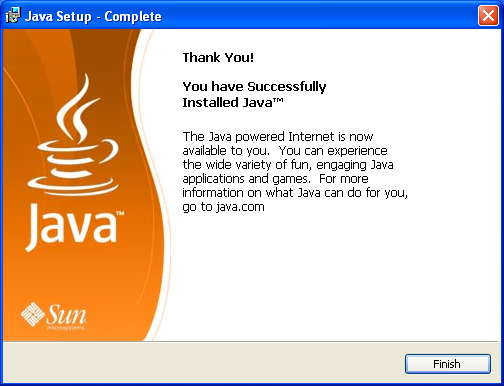 Java Setup - Complete
Thank You!
You have Successfully
Installed Java™
The Java powered Internet is now
available to you. You can experience
the wide variety of fun, engaging Java
applications and games. For more
information on what Java can do for you,
go to java.com
Java™
Sun
microsystems
Finish